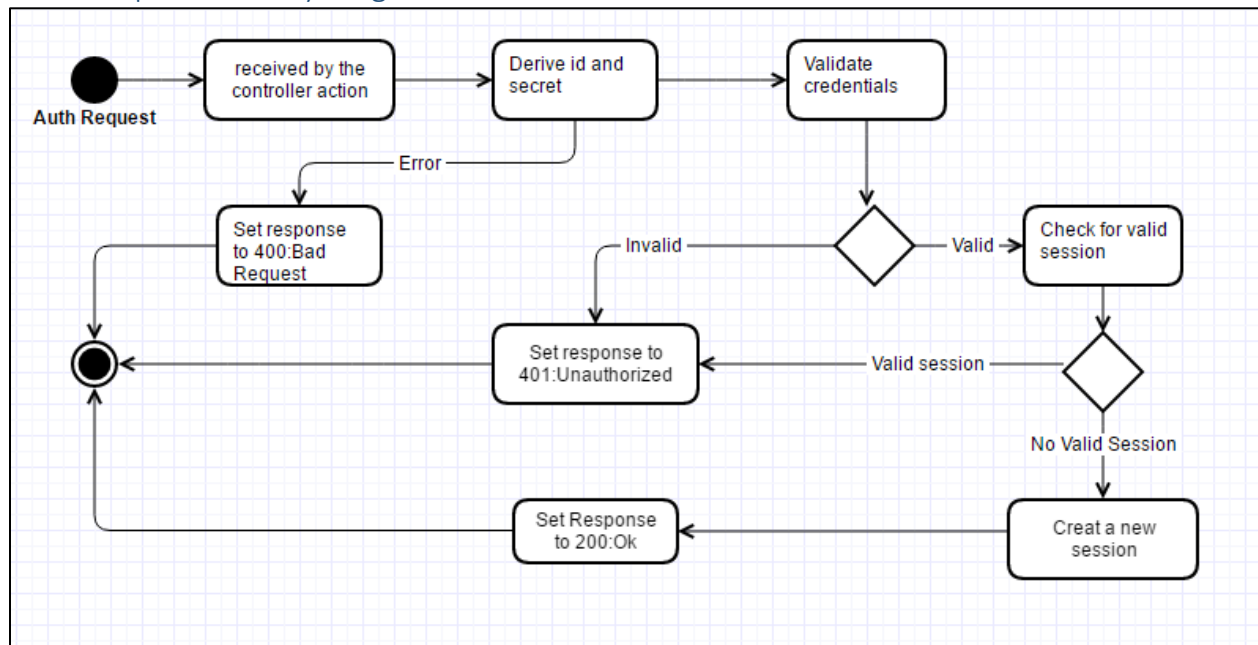 received by the
controller action
Derive id and
secret
Validate
credentials
Auth Request
Error
Set response
to 400:Bad
Request
Invalid
Valid
Check for valid
session
Set response to
401:Unauthorized
Valid session
No Valid Session
Set Response
to 200:Ok
Creat a new
session